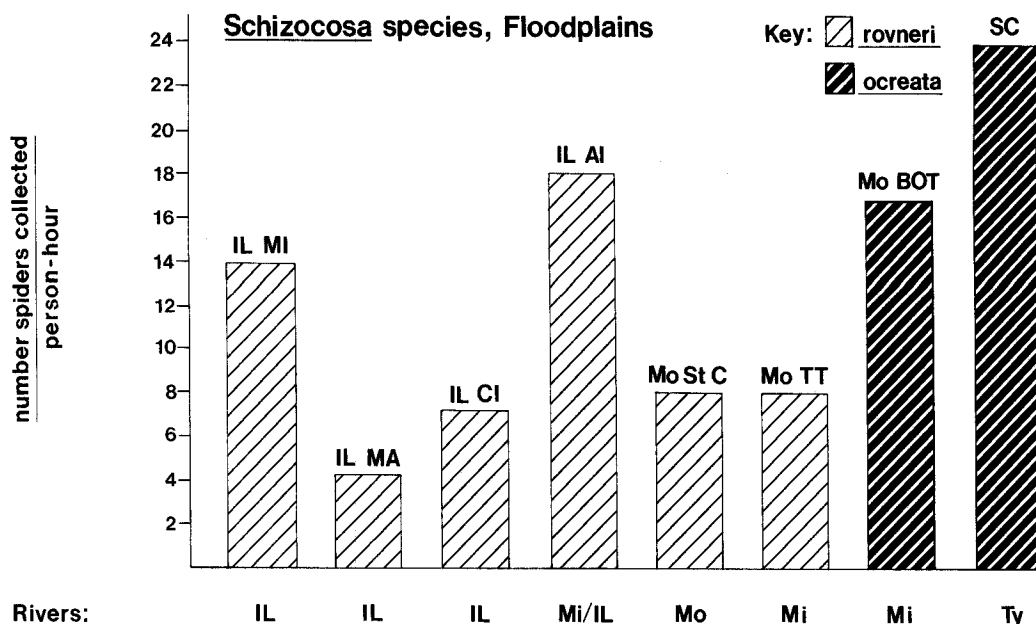 Schizocosa species, Floodplains
Key: rovneri
ocreata
number spiders collected
person-hour
24
22
20
18
16
14
12
10
8
6
4
2
IL MI
IL MA
IL CI
IL AI
Mo St C
Mo TT
Mo BOT
SC
Rivers: IL IL IL Mi/IL Mo Mi Mi Ty